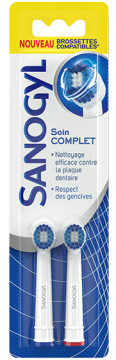 NOUVEAU
BROSSETTES
COMPATIBLES*
SANOGYL
Soin
COMPLET
• Nettoyage
efficace contre
la plaque
dentaire
• Respect
des gencives
SANOGYL
SANOGYL